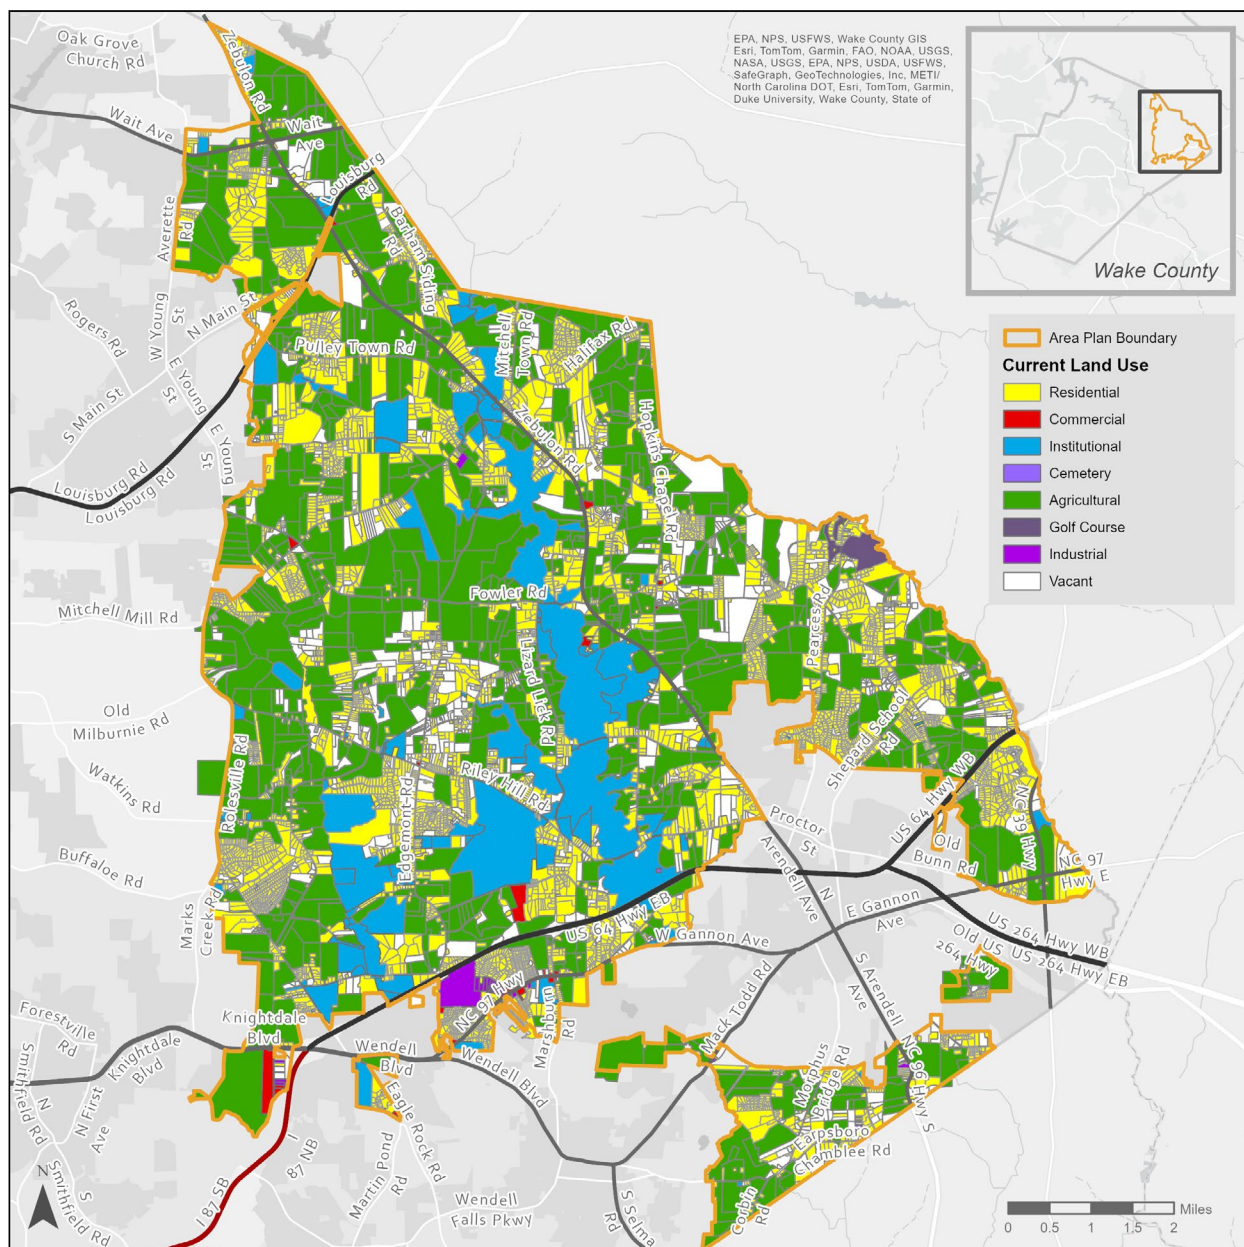 Oak Grove
Church Rd
Zebulon Rd
EPA, NPS, USFWS, Wake County GIS
Esri, TomTom, Garmin, FAO, NOAA, USGS,
NASA, USGS, EPA, NPS, USDA, USFWS,
SafeGraph, GeoTechnologies, Inc, METI/
North Carolina DOT, Esri, TomTom, Garmin,
Duke University, Wake County, State of
Wake County
Wait Ave
Wait
Ave
Louisburg
Rd
Averette
Rd
Barham Siding
Rd
Rogers Rd
W Young
St
N Main St
Pulley Town Rd
Mitchell
Town Rd
Halifax Rd
S Main St
E Young
St
E Young
St
Zebulon Rd
Hopkins Chapel Rd
Louisburg Rd
Louisburg Rd
Area Plan Boundary
Current Land Use
Residential
Commercial
Institutional
Cemetery
Agricultural
Golf Course
Industrial
Vacant
Mitchell Mill Rd
Fowler Rd
Pearces Rd
Lizard Lick Rd
Old
Milburnie Rd
Shepard School
Rd
Watkins Rd
Rolesville Rd
Edgemont Rd
Riley Hill Rd
Proctor
St
US 64 Hwy WB
NC 39 Hwy
Old
Bunn Rd
NC 97
Hwy E
Buffaloe Rd
N
Arendell Ave
Marks
Creek Rd
US 64 Hwy EB
E Gannon
Ave
W Gannon Ave
US 264 Hwy WB
Old US
264 Hwy
US 264 Hwy EB
S Arendell
Ave
NC 97 Hwy
Mack Todd Rd
Forestville
Rd
Knightdale
Blvd
Knightdale
Blvd
Wendell
Blvd
Wendell Blvd
Marshburn
Rd
Smithfield Rd
N
N First
Ave
Eagle Rock Rd
Morphus
Bridge Rd
NC 96 Hwy S
Earpsboro
Chamblee Rd
I
87 NB
I 87 SB
Martin Pond
Rd
Wendell
Falls Pkwy
S Selma
Rd
Corbin
Rd
S
Smithfield Rd
N
0 0.5 1 1.5 2 Miles